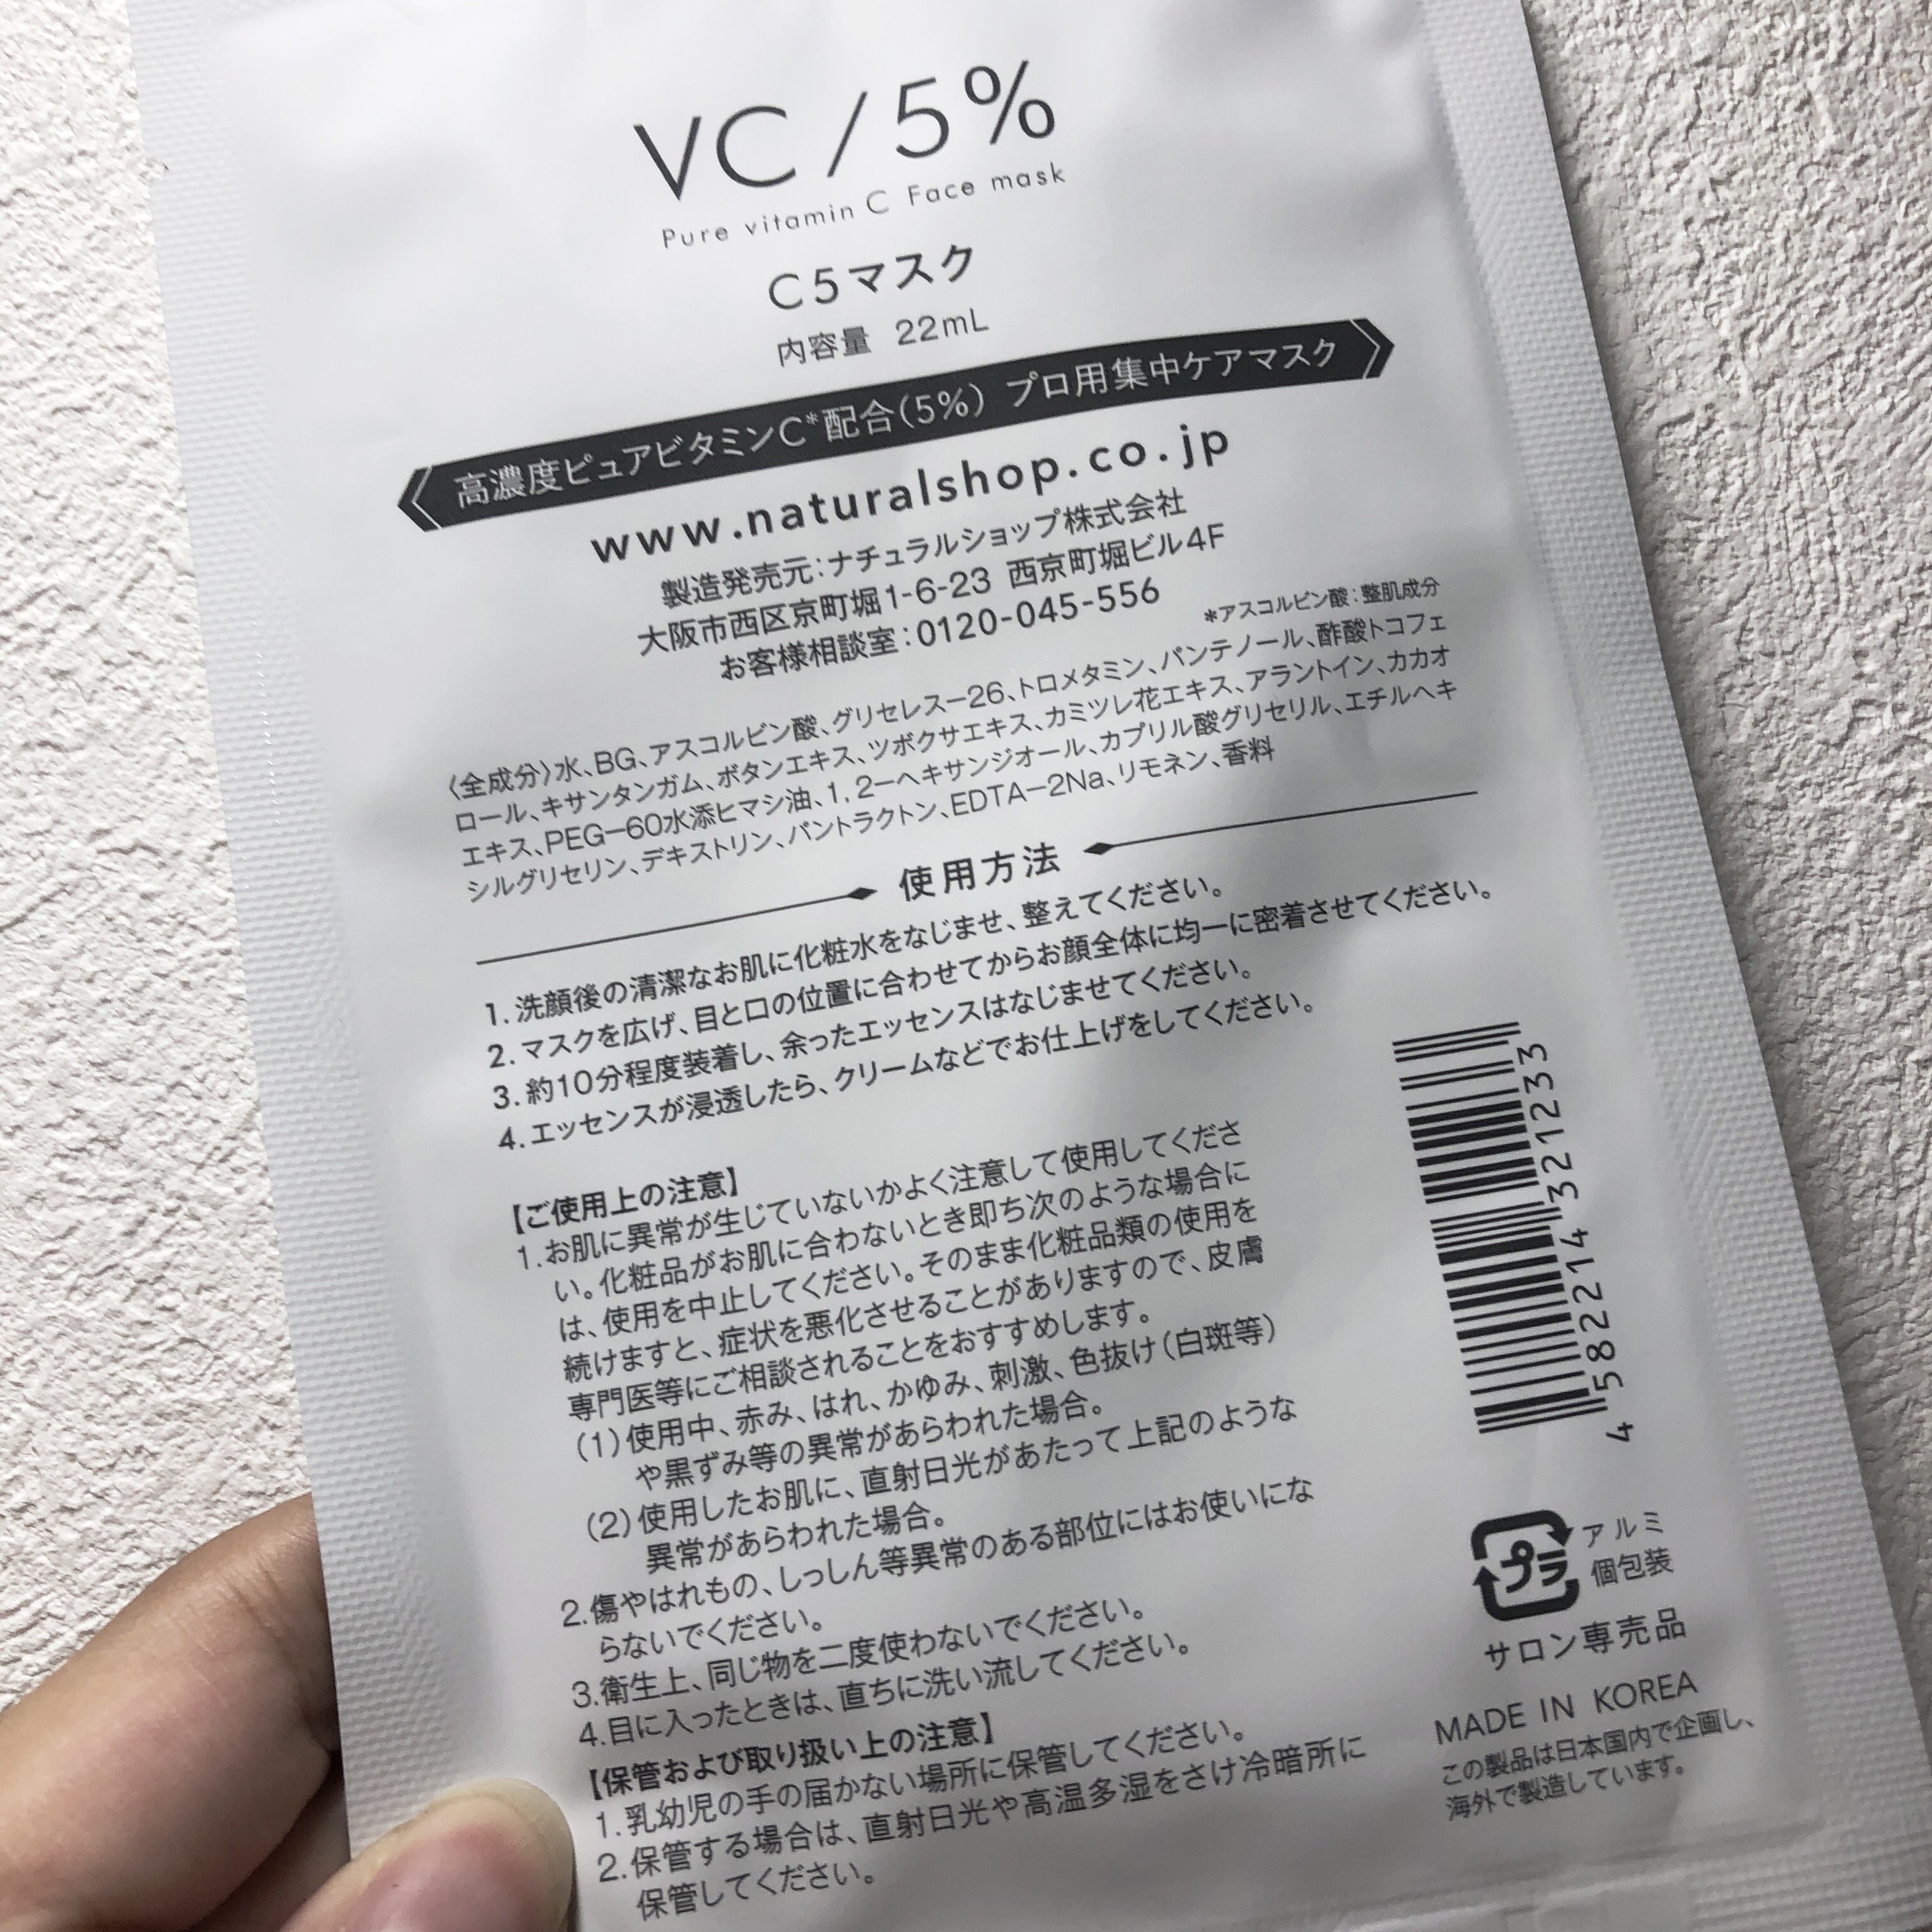 VC / 5%
Pure vitamin C Face mask
C5マスク
内容量 22mL
高濃度ピュアビタミンC*配合(5%) プロ用集中ケアマスク
www.naturalshop.co.jp
製造発売元:ナチュラルショップ株式会社
大阪市西区京町堀1-6-23 西京町堀ビル4F
お客様相談室:0120-045-556
*アスコルビン酸:整肌成分
〈全成分〉水、BG、アスコルビン酸、グリセレスー26、トロメタミン、パンテノール、酢酸トコフェ
ロール、キサンタンガム、ボタンエキス、ツボクサエキス、カミツレ花エキス、アラントイン、カカオ
エキス、PEGー60水添ヒマシ油、1, 2ーヘキサンジオール、カプリル酸グリセリル、エチルヘキ
シルグリセリン、デキストリン、パントラクトン、EDTAー2Na、リモネン、香料
使用方法
1. 洗顔後の清潔なお肌に化粧水をなじませ、整えてください。
2. マスクを広げ、目と口の位置に合わせてからお顔全体に均一に密着させてください。
3. 約10分程度装着し、余ったエッセンスはなじませてください。
4. エッセンスが浸透したら、クリームなどでお仕上げをしてください。
【ご使用上の注意】
1. お肌に異常が生じていないかよく注意して使用してくださ
い。化粧品がお肌に合わないとき即ち次のような場合に
は、使用を中止してください。そのまま化粧品類の使用を
続けますと、症状を悪化させることがありますので、皮膚
専門医等にご相談されることをおすすめします。
(1)使用中、赤み、はれ、かゆみ、刺激、色抜け(白斑等)
や黒ずみ等の異常があらわれた場合。
(2)使用したお肌に、直射日光があたって上記のような
異常があらわれた場合。
2.傷やはれもの、しっしん等異常のある部位にはお使いにな
らないでください。
3.衛生上、同じ物を二度使わないでください。
4.目に入ったときは、直ちに洗い流してください。
【保管および取り扱い上の注意】
1. 乳幼児の手の届かない場所に保管してください。
2. 保管する場合は、直射日光や高温多湿をさけ冷暗所に
保管してください。
4 582214 321233
プラ
アルミ
個包装
サロン専売品
MADE IN KOREA
この製品は日本国内で企画し、
海外で製造しています。